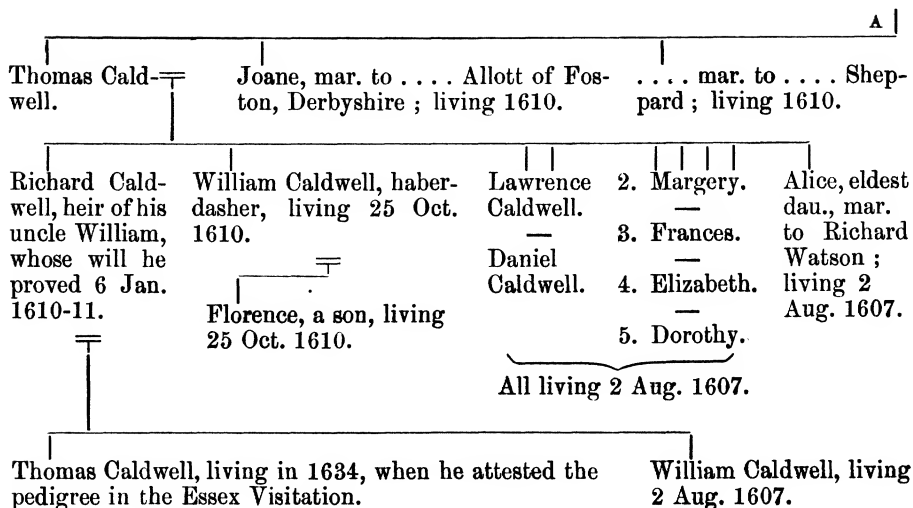 A
Thomas Cald-
well.
Joane, mar. to .... Allott of Fos-
ton, Derbyshire ; living 1610.
.... mar. to .... Shep-
pard ; living 1610.
Richard Cald-
well, heir of his
uncle William,
whose will he
proved 6 Jan.
1610-11.
William Caldwell, haber-
dasher, living 25 Oct.
1610.
Florence, a son, living
25 Oct. 1610.
Lawrence
Caldwell.
—
Daniel
Caldwell.
2. Margery.
—
3. Frances.
—
4. Elizabeth.
—
5. Dorothy.
All living 2 Aug. 1607.
Alice, eldest
dau., mar.
to Richard
Watson ;
living 2
Aug. 1607.
Thomas Caldwell, living in 1634, when he attested the
pedigree in the Essex Visitation.
William Caldwell, living
2 Aug. 1607.